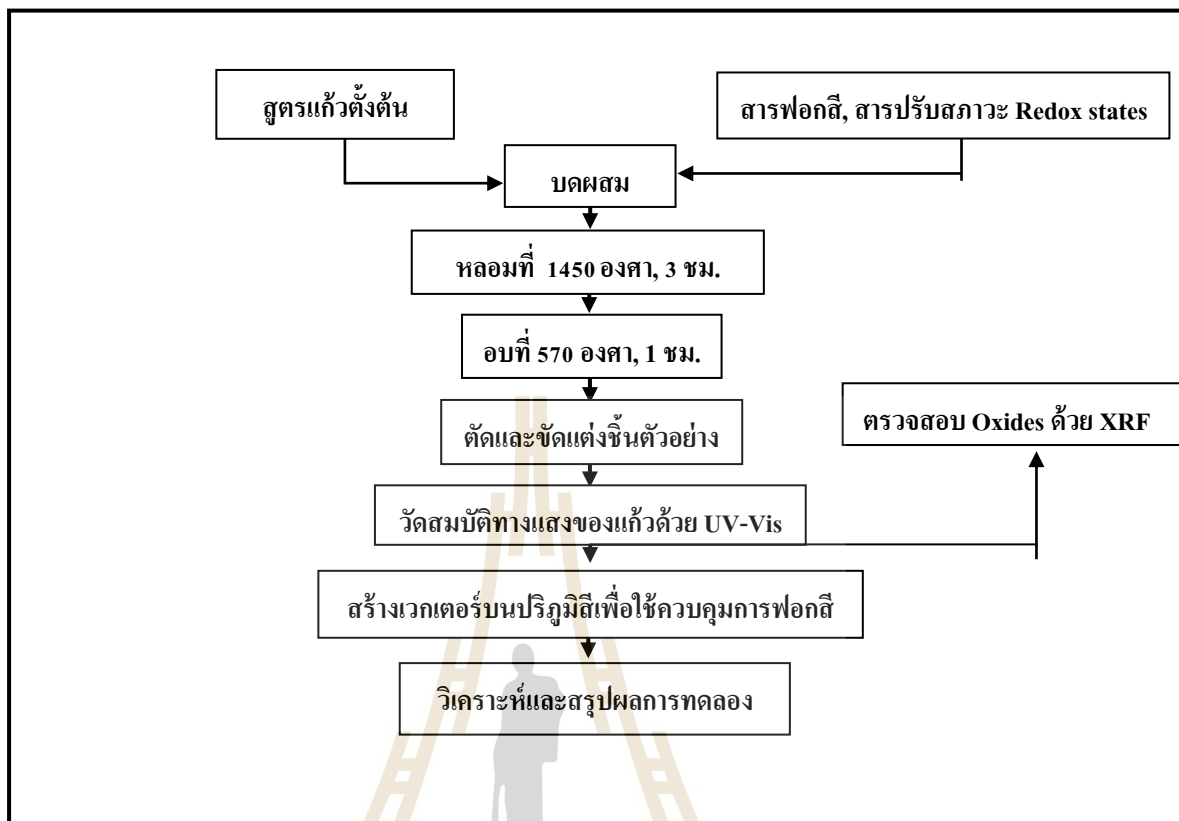 สูตรแก้วตั้งต้น
สารฟอกสี, สารปรับสภาวะ Redox states
บดผสม
หลอมที่ 1450 องศา, 3 ชม.
อบที่ 570 องศา, 1 ชม.
ตัดและขัดแต่งชิ้นตัวอย่าง
ตรวจสอบ Oxides ด้วย XRF
วัดสมบัติทางแสงของแก้วด้วย UV-Vis
สร้างเวกเตอร์บนปริภูมิสีเพื่อใช้ควบคุมการฟอกสี
วิเคราะห์และสรุปผลการทดลอง